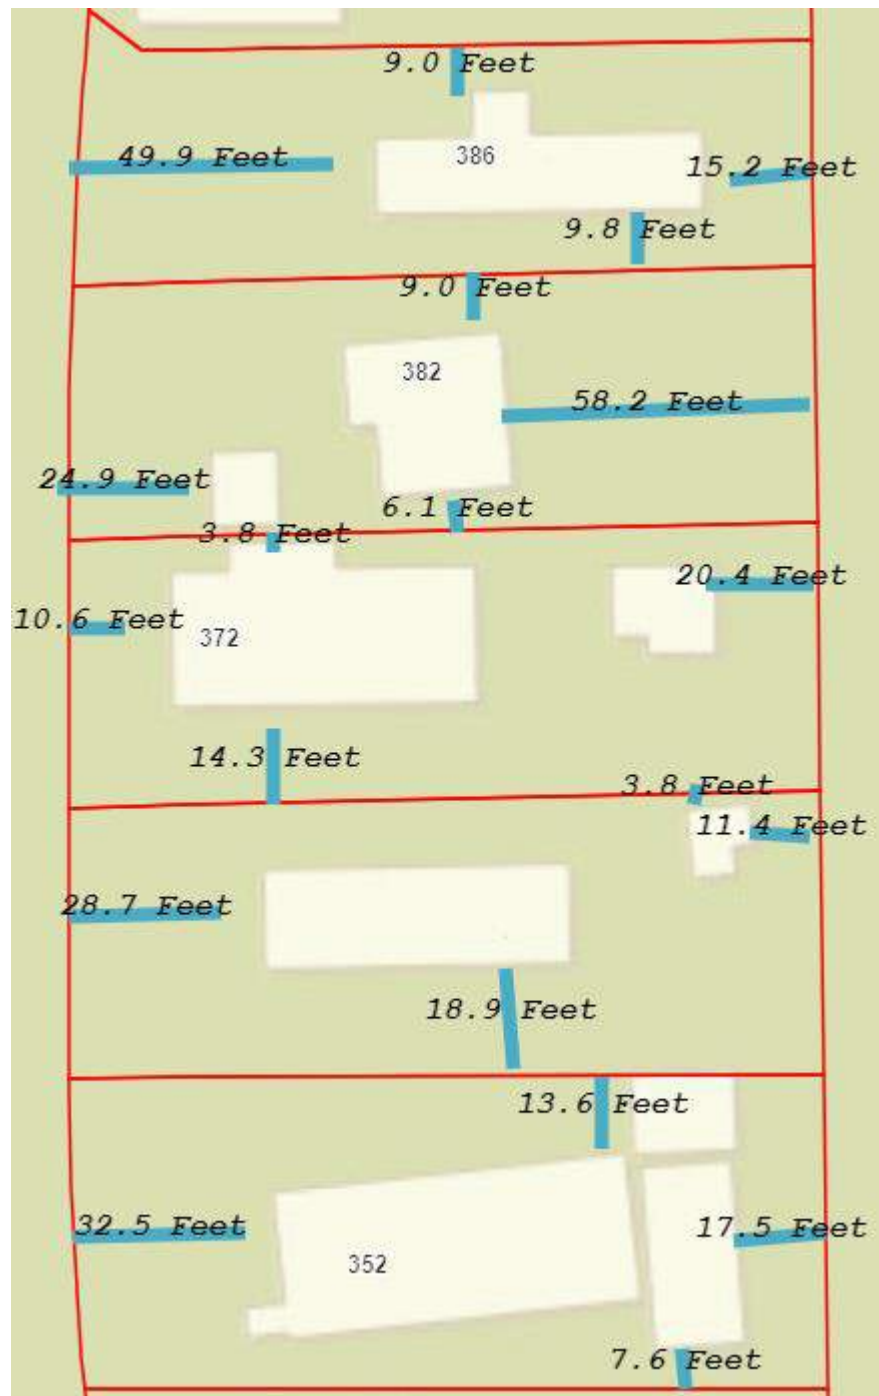 9.0 Feet
49.9 Feet
386
15.2 Feet
9.8 Feet
9.0 Feet
382
58.2 Feet
24.9 Feet
6.1 Feet
3.8 Feet
20.4 Feet
10.6 Feet
372
14.3 Feet
3.8 Feet
11.4 Feet
28.7 Feet
18.9 Feet
13.6 Feet
32.5 Feet
17.5 Feet
352
7.6 Feet